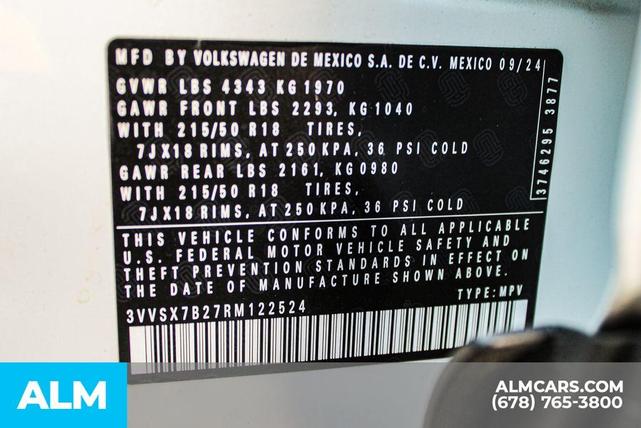 MFD BY VOLKSWAGEN DE MEXICO S.A. DE C.V. MEXICO 09/24
GVWR LBS 4343 KG 1970
GAWR FRONT LBS 2293, KG 1040
WITH 215/50 R18 TIRES,
7JX18 RIMS, AT 250 KPA, 36 PSI COLD
GAWR REAR LBS 2161, KG 0980
WITH 215/50 R18 TIRES,
7JX18 RIMS, AT 250 KPA, 36 PSI COLD
3746295 3877
THIS VEHICLE CONFORMS TO ALL APPLICABLE
U.S. FEDERAL MOTOR VEHICLE SAFETY AND
THEFT PREVENTION STANDARDS IN EFFECT ON
THE DATE OF MANUFACTURE SHOWN ABOVE.
3VVSX7B27RM122524 TYPE: MPV
ALM
ALMCARS.COM
(678) 765-3800